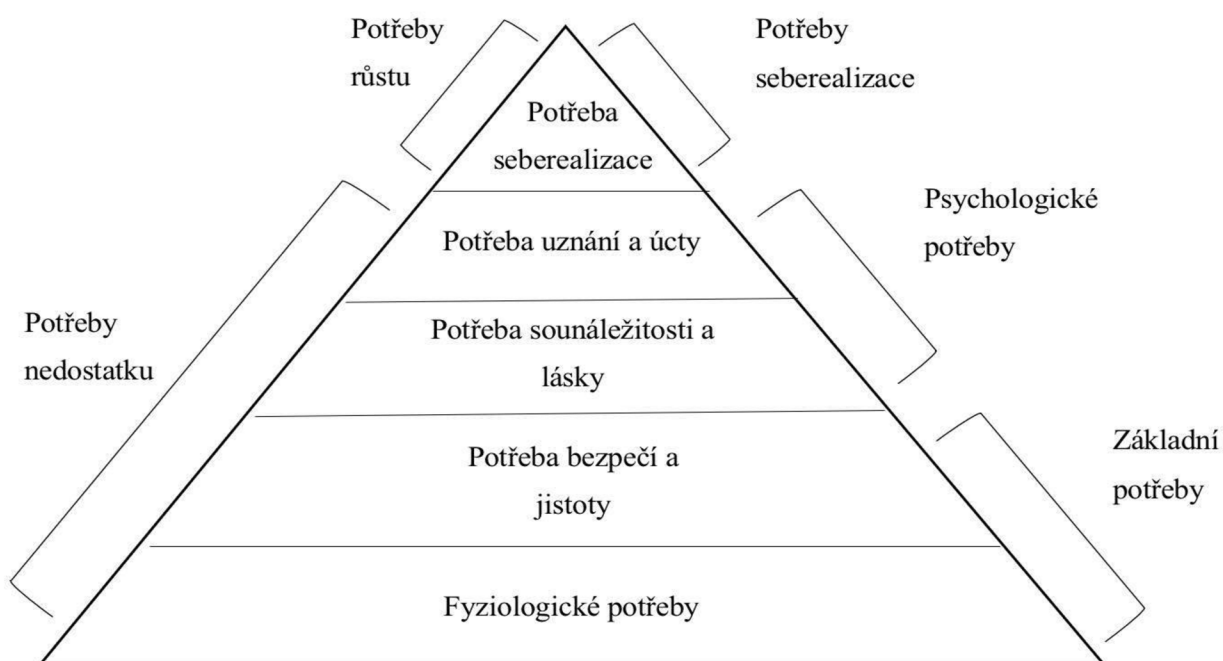 Potřeby
růstu
Potřeby
seberealizace
Potřeba
seberealizace
Psychologické
potřeby
Potřeba uznání a úcty
Potřeby
nedostatku
Potřeba sounáležitosti a
lásky
Základní
potřeby
Potřeba bezpečí a
jistoty
Fyziologické potřeby